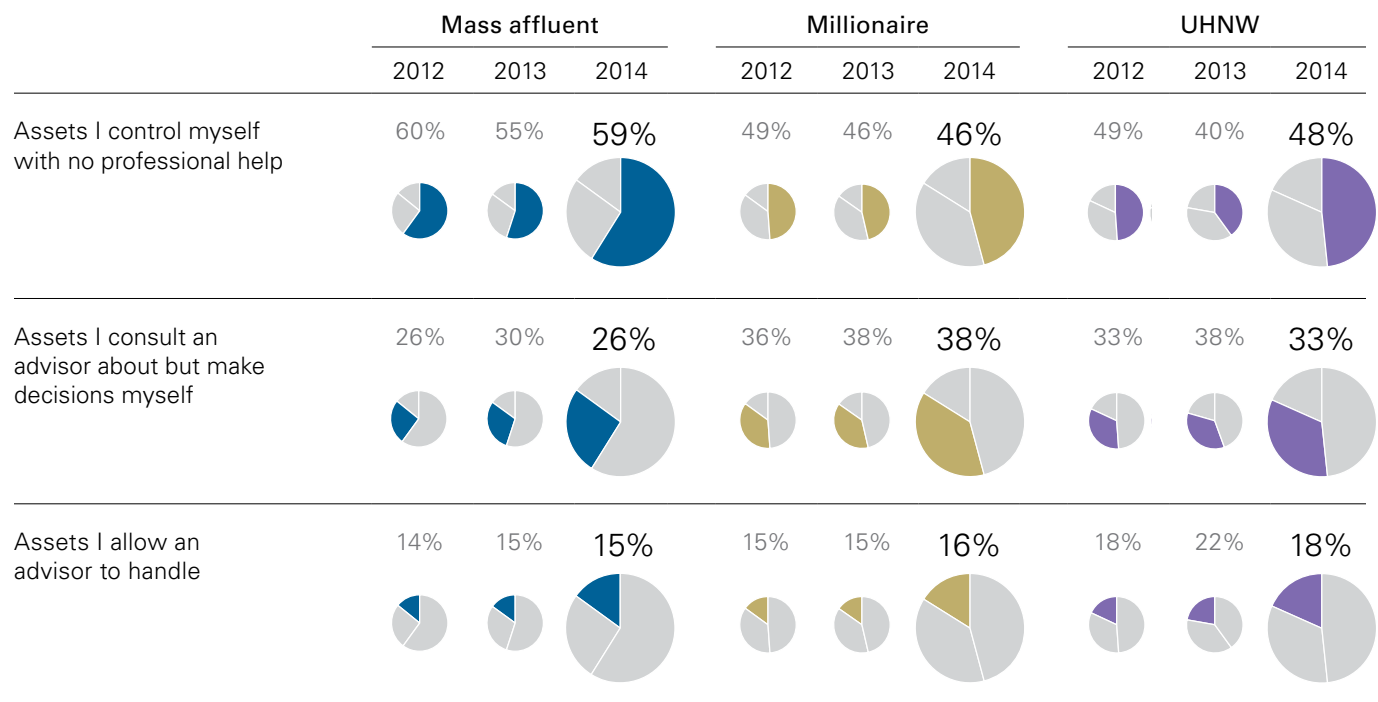 Mass affluent Millionaire UHNW
2012 2013 2014 2012 2013 2014 2012 2013 2014
Assets I control myself 60% 55% 59% 49% 46% 46% 49% 40% 48%
with no professional help
Assets I consult an 26% 30% 26% 36% 38% 38% 33% 38% 33%
advisor about but make
decisions myself
Assets I allow an 14% 15% 15% 15% 15% 16% 18% 22% 18%
advisor to handle